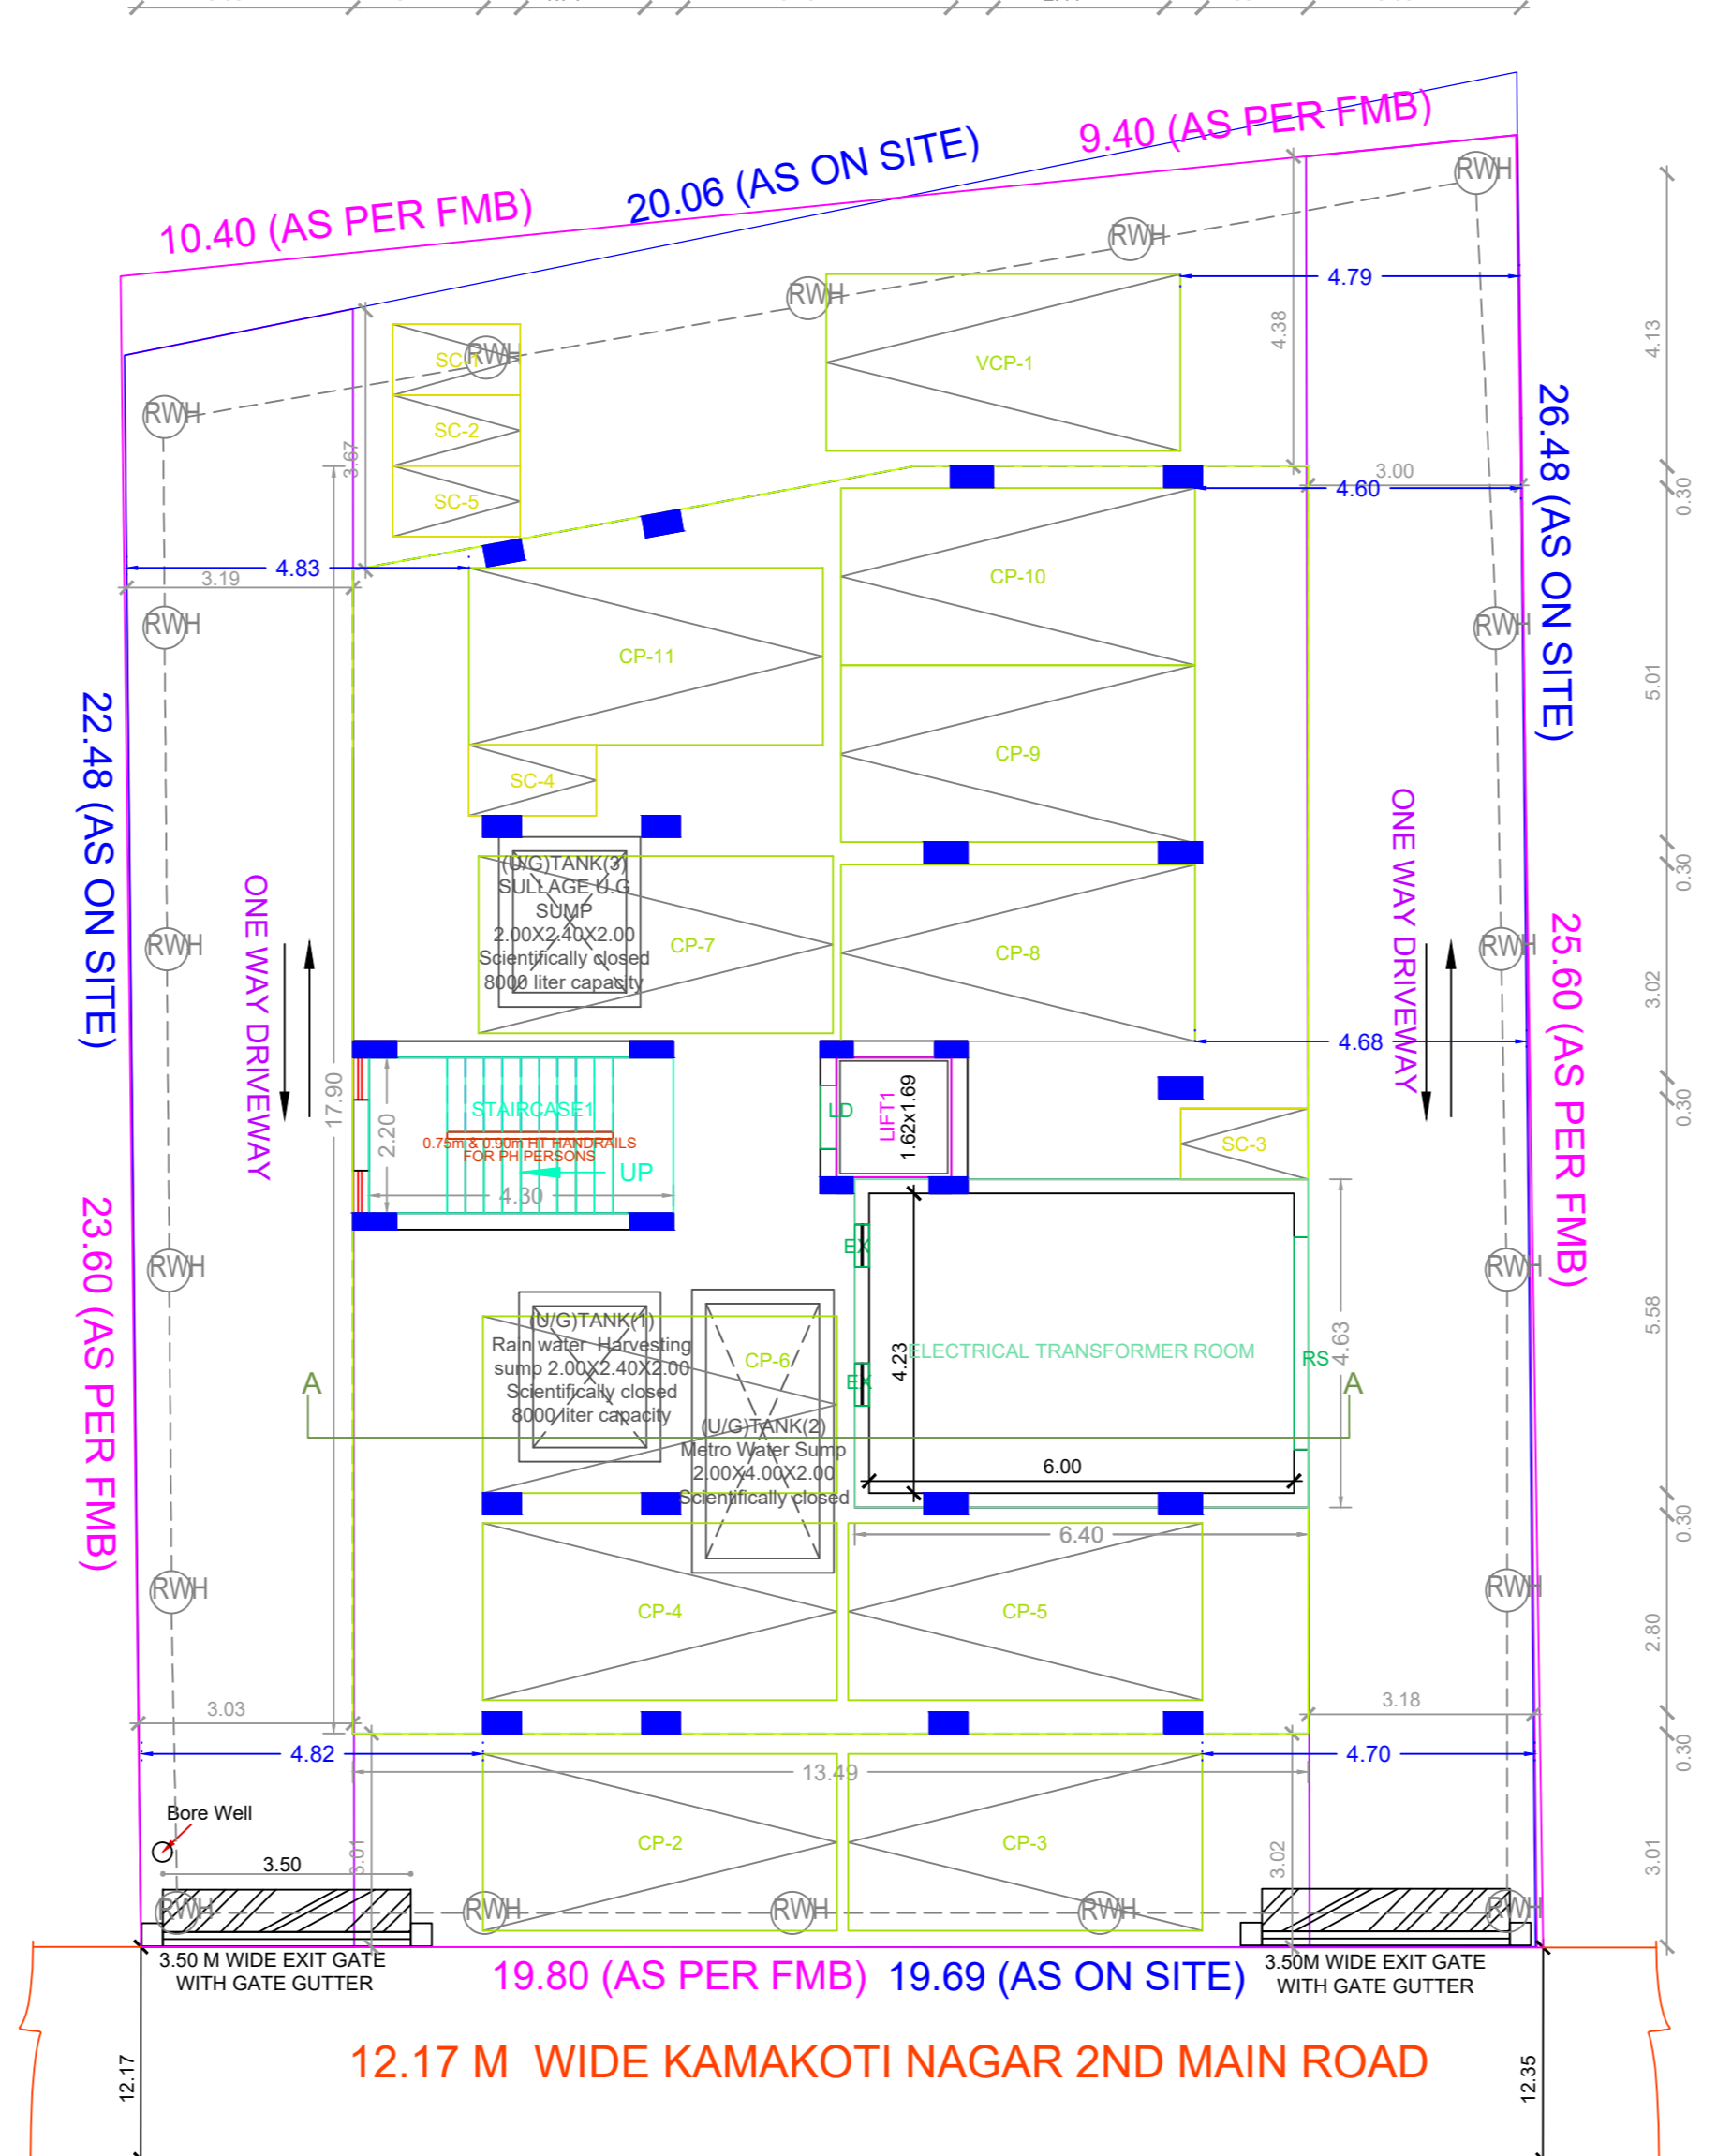 9.40 (AS PER FMB)
20.06 (AS ON SITE)
10.40 (AS PER FMB)
RWH
RWH
RWH
RWH
RWH
4.79
4.38
4.13
VCP-1
SC-1
SC-2
SC-5
3.67
26.48 (AS ON SITE)
3.00
4.60
0.30
4.83
3.19
CP-10
CP-11
RWH
RWH
5.01
22.48 (AS ON SITE)
CP-9
SC-4
ONE WAY DRIVEWAY
ONE WAY DRIVEWAY
0.30
(U/G)TANK(3)
SULLAGE U.G
SUMP
2.00X2.40X2.00
Scientifically closed
8000 liter capacity
CP-7
CP-8
RWH
RWH
3.02
25.60 (AS PER FMB)
4.68
17.90
2.20
STAIRCASE1
0.75m & 0.90m HT HANDRAILS
FOR PH PERSONS
UP
4.30
LD
LIFT1
1.62x1.69
SC-3
0.30
23.60 (AS PER FMB)
RWH
RWH
EX
EX
4.23
ELECTRICAL TRANSFORMER ROOM
RS
4.63
6.00
5.58
(U/G)TANK(1)
Rain water Harvesting
sump 2.00X2.40X2.00
Scientifically closed
8000 liter capacity
CP-6
(U/G)TANK(2)
Metro Water Sump
2.00X4.00X2.00
Scientifically closed
A
A
0.30
6.40
RWH
RWH
CP-4
CP-5
2.80
3.03
3.18
4.82
4.70
13.49
0.30
Bore Well
3.50
3.01
CP-2
CP-3
3.02
3.01
RWH
RWH
RWH
RWH
RWH
3.50 M WIDE EXIT GATE
WITH GATE GUTTER
19.80 (AS PER FMB)
19.69 (AS ON SITE)
3.50M WIDE EXIT GATE
WITH GATE GUTTER
12.17 M WIDE KAMAKOTI NAGAR 2ND MAIN ROAD
12.17
12.35